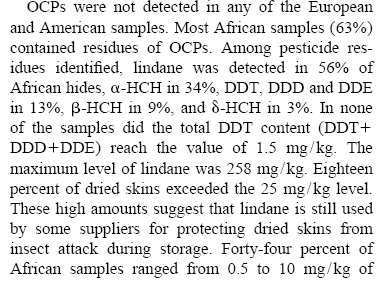 OCPs were not detected in any of the European
and American samples. Most African samples (63%)
contained residues of OCPs. Among pesticide res-
idues identified, lindane was detected in 56% of
African hides, α-HCH in 34%, DDT, DDD and DDE
in 13%, β-HCH in 9%, and δ-HCH in 3%. In none
of the samples did the total DDT content (DDT+
DDD+DDE) reach the value of 1.5 mg/kg. The
maximum level of lindane was 258 mg/kg. Eighteen
percent of dried skins exceeded the 25 mg/kg level.
These high amounts suggest that lindane is still used
by some suppliers for protecting dried skins from
insect attack during storage. Forty-four percent of
African samples ranged from 0.5 to 10 mg/kg of